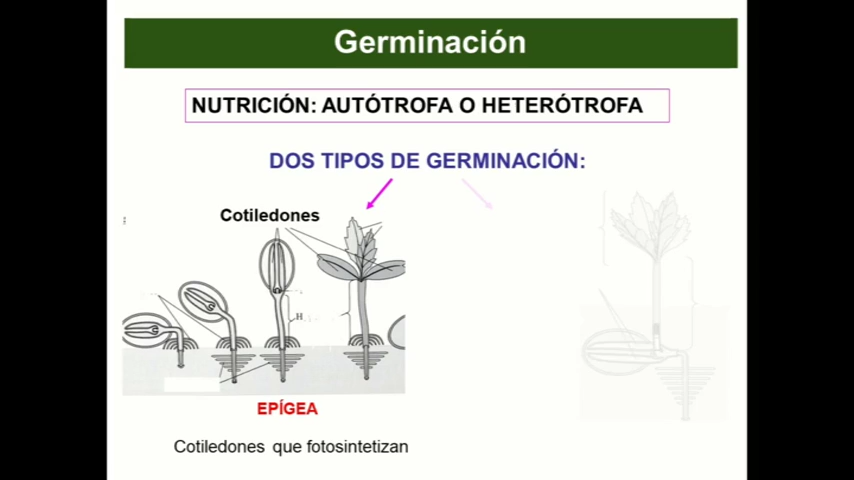 Germinación
NUTRICIÓN: AUTÓTROFA O HETERÓTROFA
DOS TIPOS DE GERMINACIÓN:
Cotiledones
H
EPÍGEA
Cotiledones que fotosintetizan